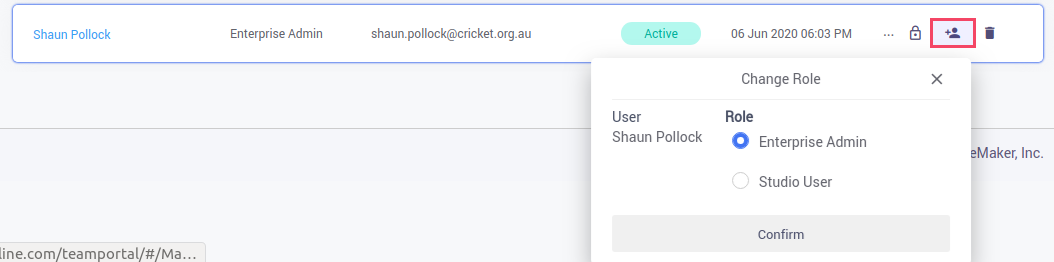 Shaun Pollock Enterprise Admin shaun.pollock@cricket.org.au Active 06 Jun 2020 06:03 PM ...
Change Role
User Role
Shaun Pollock
Enterprise Admin
Studio User
eMaker, Inc.
Confirm
line.com/teamportal/#/Ma...